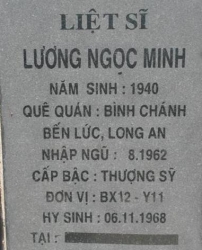 LIỆT SĨ
LƯƠNG NGỌC MINH
NĂM SINH : 1940
QUÊ QUÁN : BÌNH CHÁNH
BẾN LỨC, LONG AN
NHẬP NGŨ : 8.1962
CẤP BẬC : THƯỢNG SỸ
ĐƠN VỊ : BX12 - Y11
HY SINH : 06.11.1968
TẠI :